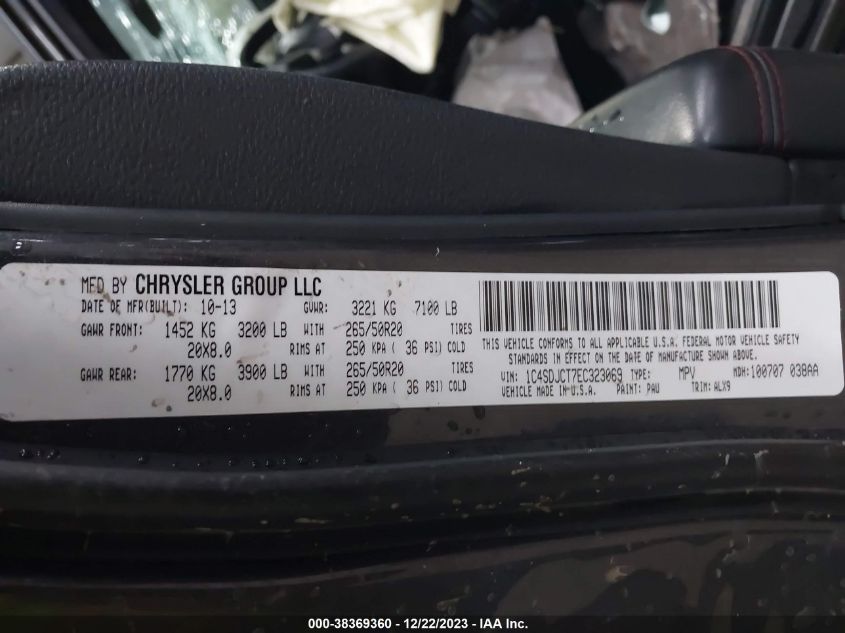 MFD BY CHRYSLER GROUP LLC
DATE OF MFR(BUILT): 10-13 GVWR: 3221 KG 7100 LB
GAWR FRONT: 1452 KG 3200 LB WITH 265/50R20 TIRES
20X8.0 RIMS AT 250 KPA ( 36 PSI) COLD
GAWR REAR: 1770 KG 3900 LB WITH 265/50R20 TIRES
20X8.0 RIMS AT 250 KPA ( 36 PSI) COLD
THIS VEHICLE CONFORMS TO ALL APPLICABLE U.S.A. FEDERAL MOTOR VEHICLE SAFETY
STANDARDS IN EFFECT ON THE DATE OF MANUFACTURE SHOWN ABOVE.
VIN: 1C4SDJCT7EC323069 TYPE: MPV MDH:100707 038AA
VEHICLE MADE IN U.S.A. PAINT: PAU TRIM: ALX9
000-38369360 - 12/22/2023 - IAA Inc.